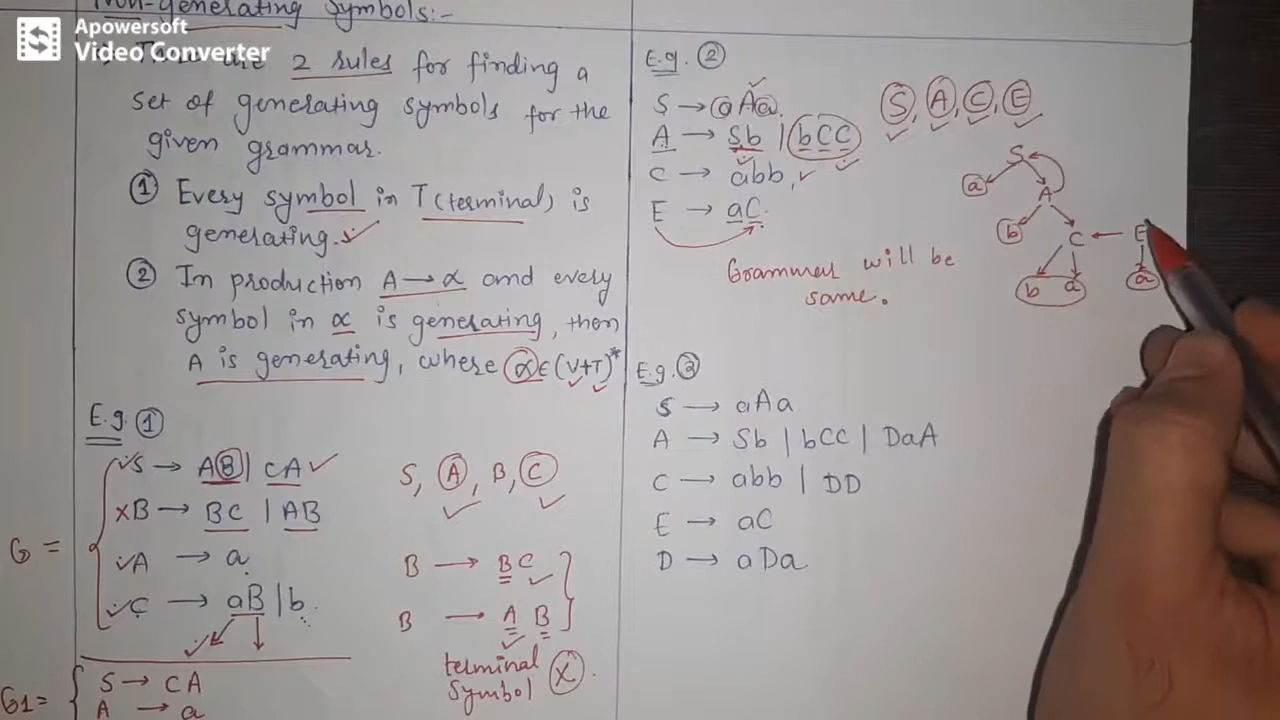 Non-generating Symbols:-
Apowersoft
Video Converter
are 2 rules for finding a
set of generating symbols for the
given grammar.
① Every symbol in T (terminal) is
generating.
② In production A → α and every
symbol in α is generating, then
A is generating, where α ∈ (V+T)*
E.g. ①
G =
S → AB | CA
B → BC | AB
A → a
C → aB | b.
S, A, B, C
B → BC
B → A B
terminal
symbol X.
G1 =
S → CA
A → a
E.g. ②
S → aAa.
A → Sb | bCC
C → abb,
E → aC.
S, A, C, E
S
a
A
b
C ← E
b a
a
Grammar will be
same.
E.g. ③
S → aAa
A → Sb | bCC | DaA
C → abb | DD
E → aC
D → aDa